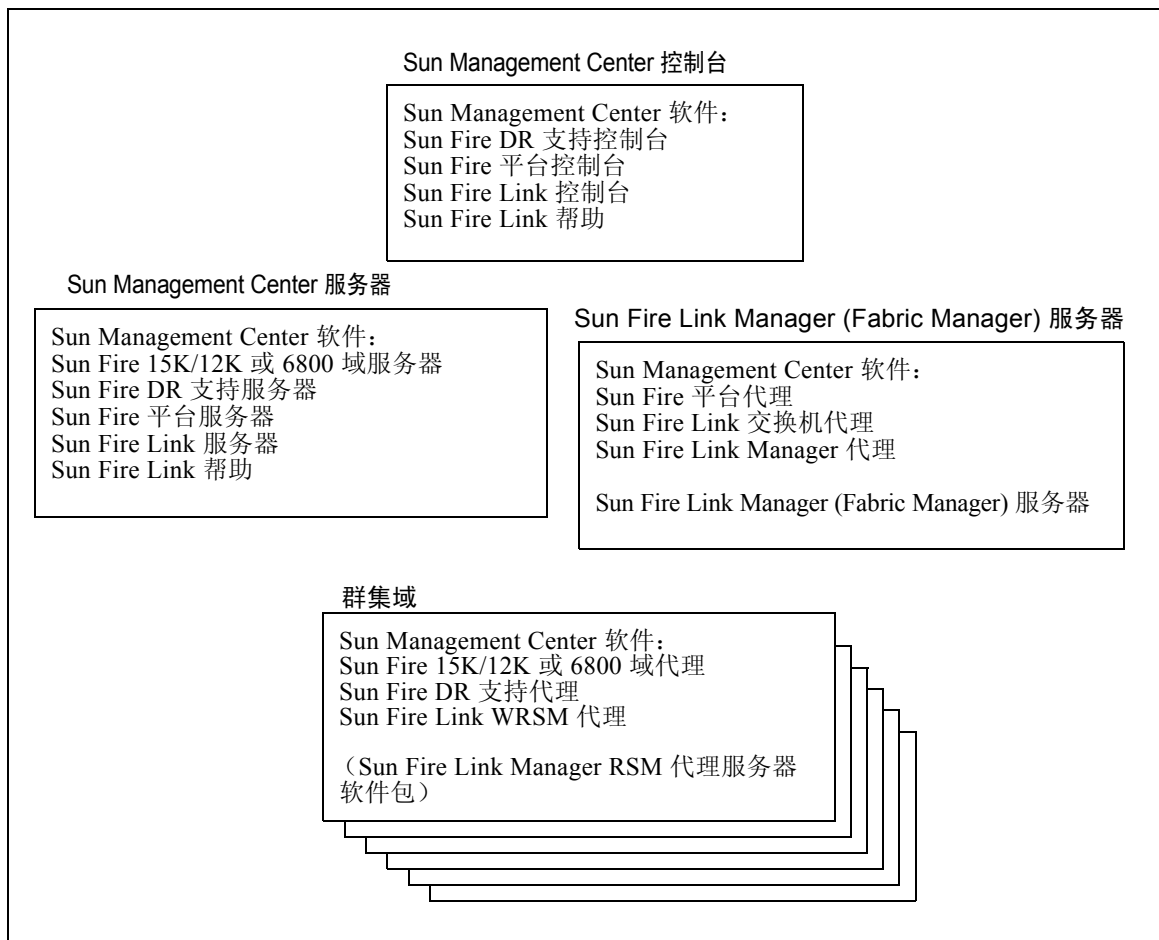 Sun Management Center 控制台
Sun Management Center 软件：
Sun Fire DR 支持控制台
Sun Fire 平台控制台
Sun Fire Link 控制台
Sun Fire Link 帮助
Sun Management Center 服务器
Sun Management Center 软件：
Sun Fire 15K/12K 或 6800 域服务器
Sun Fire DR 支持服务器
Sun Fire 平台服务器
Sun Fire Link 服务器
Sun Fire Link 帮助
Sun Fire Link Manager (Fabric Manager) 服务器
Sun Management Center 软件：
Sun Fire 平台代理
Sun Fire Link 交换机代理
Sun Fire Link Manager 代理
Sun Fire Link Manager (Fabric Manager) 服务器
群集域
Sun Management Center 软件：
Sun Fire 15K/12K 或 6800 域代理
Sun Fire DR 支持代理
Sun Fire Link WRSM 代理
（Sun Fire Link Manager RSM 代理服务器
软件包）